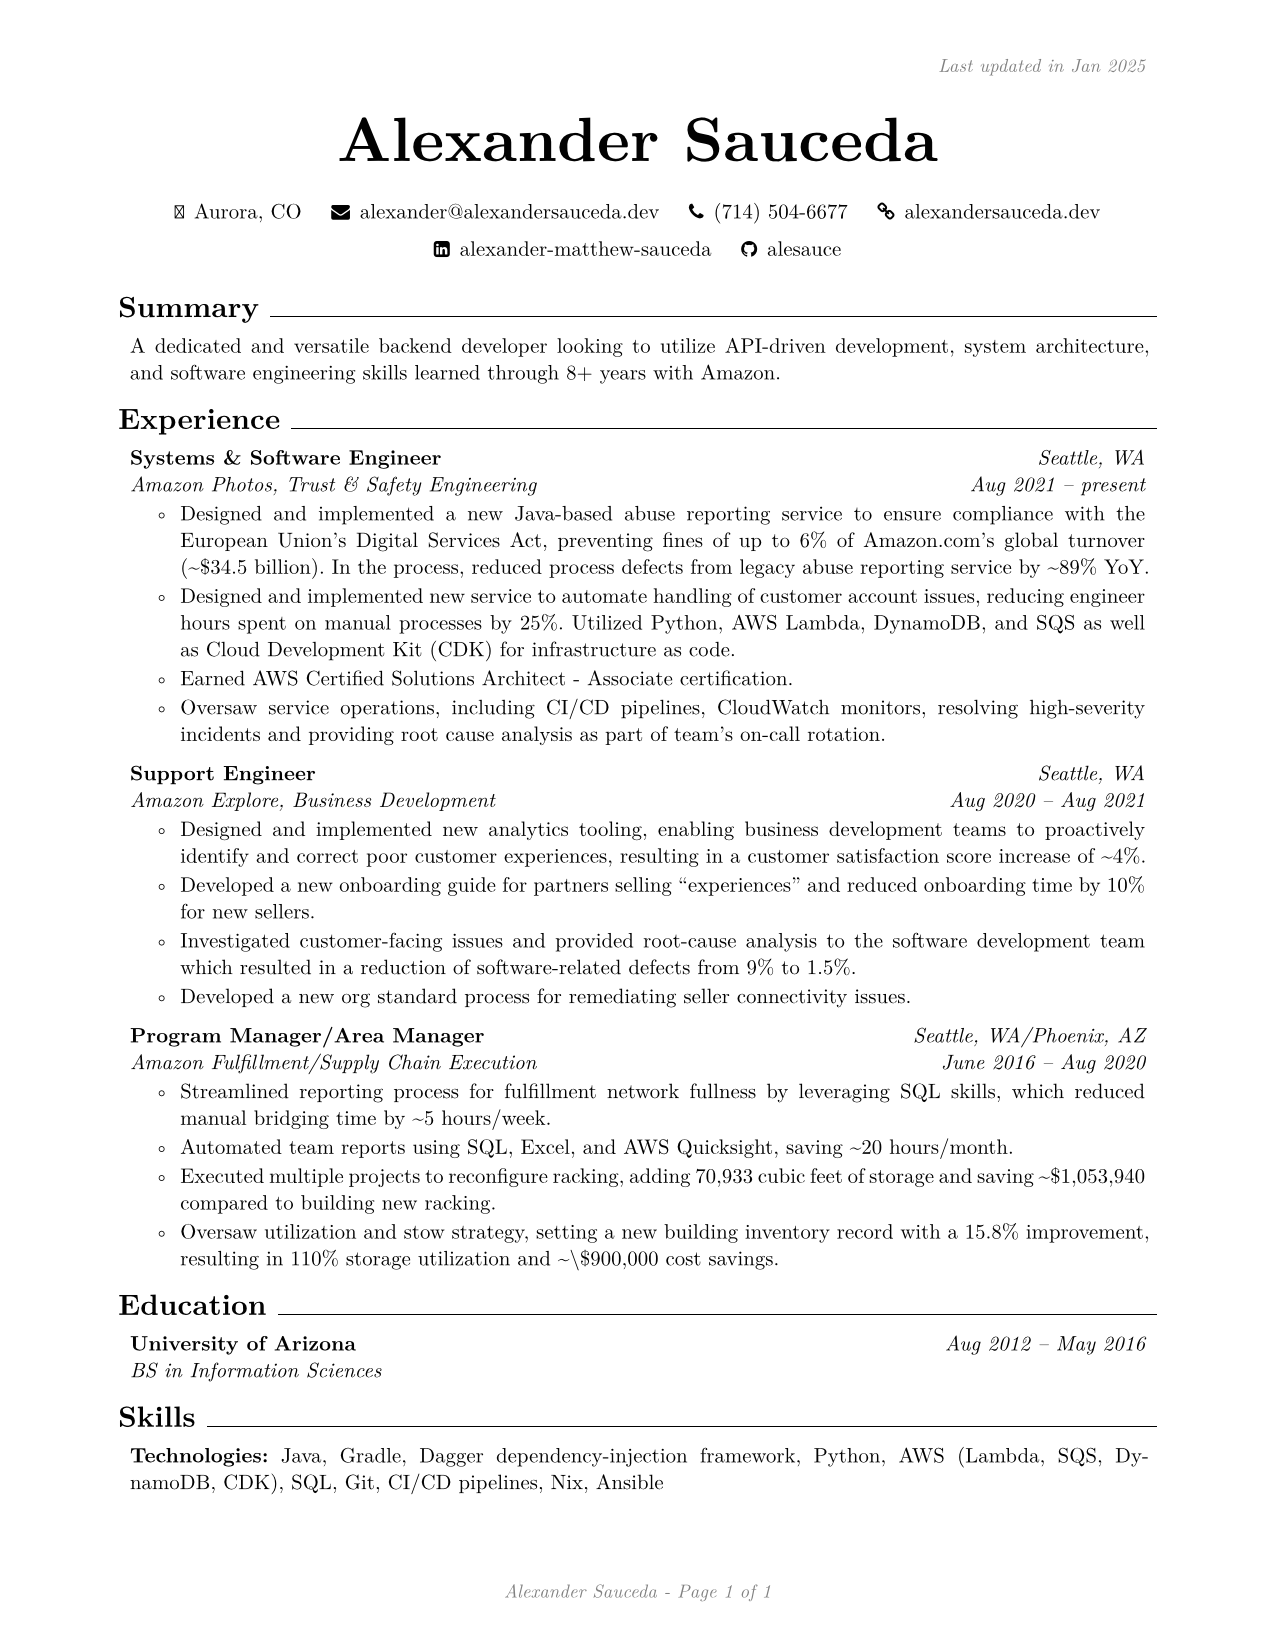 Last updated in Jan 2025
Alexander Sauceda
Aurora, CO alexander@alexandersauceda.dev (714) 504-6677 alexandersauceda.dev
alexander-matthew-sauceda alesauce
Summary
A dedicated and versatile backend developer looking to utilize API-driven development, system architecture,
and software engineering skills learned through 8+ years with Amazon.
Experience
Systems & Software Engineer Seattle, WA
Amazon Photos, Trust & Safety Engineering Aug 2021 – present
◦ Designed and implemented a new Java-based abuse reporting service to ensure compliance with the
European Union’s Digital Services Act, preventing fines of up to 6% of Amazon.com’s global turnover
(~$34.5 billion). In the process, reduced process defects from legacy abuse reporting service by ~89% YoY.
◦ Designed and implemented new service to automate handling of customer account issues, reducing engineer
hours spent on manual processes by 25%. Utilized Python, AWS Lambda, DynamoDB, and SQS as well
as Cloud Development Kit (CDK) for infrastructure as code.
◦ Earned AWS Certified Solutions Architect - Associate certification.
◦ Oversaw service operations, including CI/CD pipelines, CloudWatch monitors, resolving high-severity
incidents and providing root cause analysis as part of team’s on-call rotation.
Support Engineer Seattle, WA
Amazon Explore, Business Development Aug 2020 – Aug 2021
◦ Designed and implemented new analytics tooling, enabling business development teams to proactively
identify and correct poor customer experiences, resulting in a customer satisfaction score increase of ~4%.
◦ Developed a new onboarding guide for partners selling “experiences” and reduced onboarding time by 10%
for new sellers.
◦ Investigated customer-facing issues and provided root-cause analysis to the software development team
which resulted in a reduction of software-related defects from 9% to 1.5%.
◦ Developed a new org standard process for remediating seller connectivity issues.
Program Manager/Area Manager Seattle, WA/Phoenix, AZ
Amazon Fulfillment/Supply Chain Execution June 2016 – Aug 2020
◦ Streamlined reporting process for fulfillment network fullness by leveraging SQL skills, which reduced
manual bridging time by ~5 hours/week.
◦ Automated team reports using SQL, Excel, and AWS Quicksight, saving ~20 hours/month.
◦ Executed multiple projects to reconfigure racking, adding 70,933 cubic feet of storage and saving ~$1,053,940
compared to building new racking.
◦ Oversaw utilization and stow strategy, setting a new building inventory record with a 15.8% improvement,
resulting in 110% storage utilization and ~\$900,000 cost savings.
Education
University of Arizona Aug 2012 – May 2016
BS in Information Sciences
Skills
Technologies: Java, Gradle, Dagger dependency-injection framework, Python, AWS (Lambda, SQS, Dy-
namoDB, CDK), SQL, Git, CI/CD pipelines, Nix, Ansible
Alexander Sauceda - Page 1 of 1